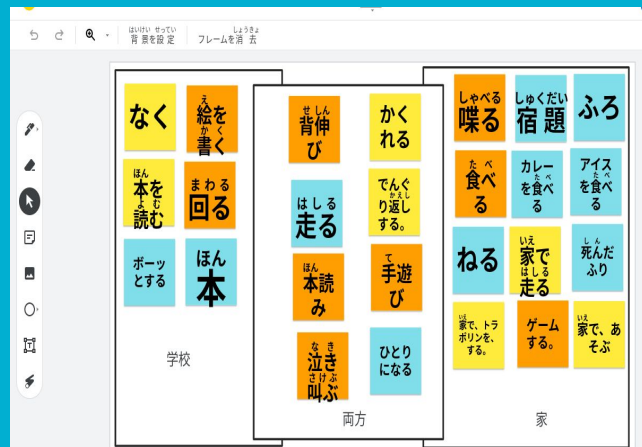 はいけい せってい
背景を設定
しょうきょ
フレームを消去
なく
え
絵を
かく
書く
ほん
本を
よむ
読む
まわる
回る
ボーッ
とする
ほん
本
学校
せしん
背伸
び
かく
れる
はしる
走る
でんぐ
かえし
り返し
する。
ほん
本読
み
て
手遊
び
なき
泣き
さけぶ
叫ぶ
ひとり
になる
両方
しゃべる
喋る
しゅくだい
宿題
ふろ
たべ
食べ
る
カレー
たべ
を食べ
る
アイス
たべ
を食べ
る
ねる
いえ
家で
はしる
走る
しん
死んだ
ふり
いえ
家で、トラ
ポリンを、
する。
ゲーム
する。
いえ
家で、あ
そぶ
家